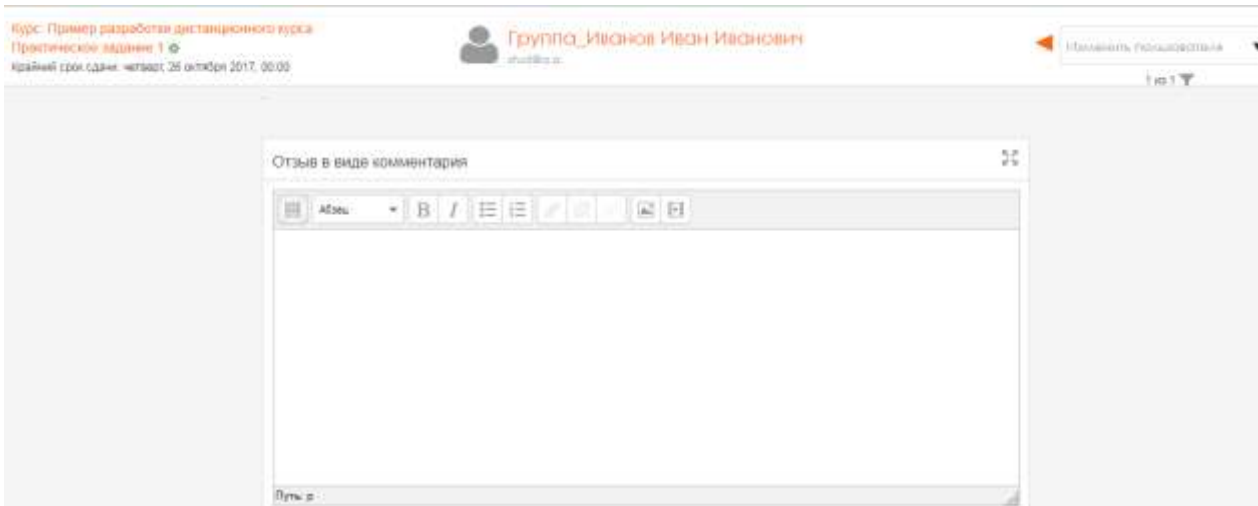 Курс: Пример разработки дистанционного курса
Практическое задание 1
Крайний срок сдачи: четверг, 26 октября 2017, 00:00
Группа_Иванов Иван Иванович
Изменить пользователя
1 из 1
Отзыв в виде комментария
Абзац
B I
Путь: p